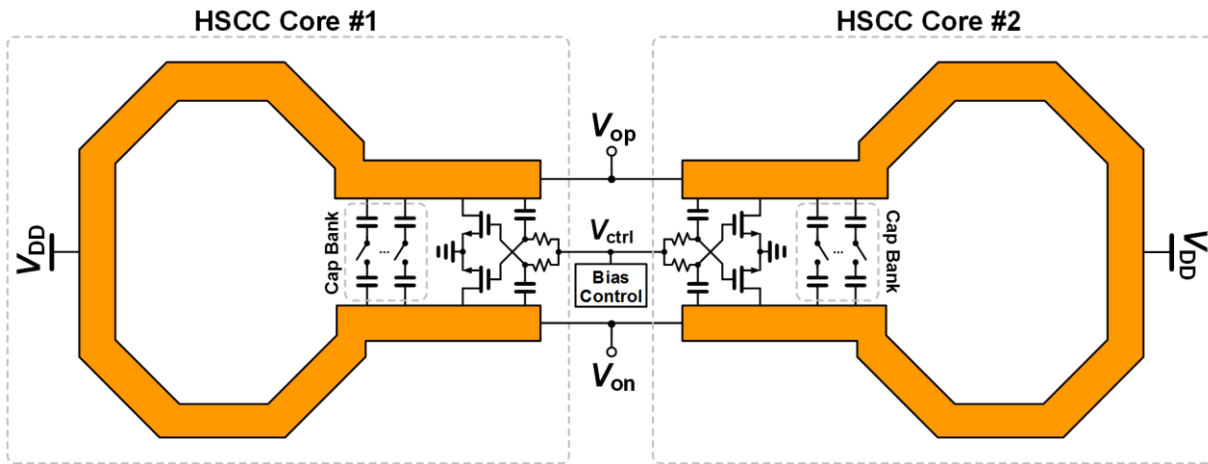 HSCC Core #1
HSCC Core #2
Vop
VDD
Cap Bank
...
Vctrl
Bias
Control
...
Cap Bank
VDD
Von